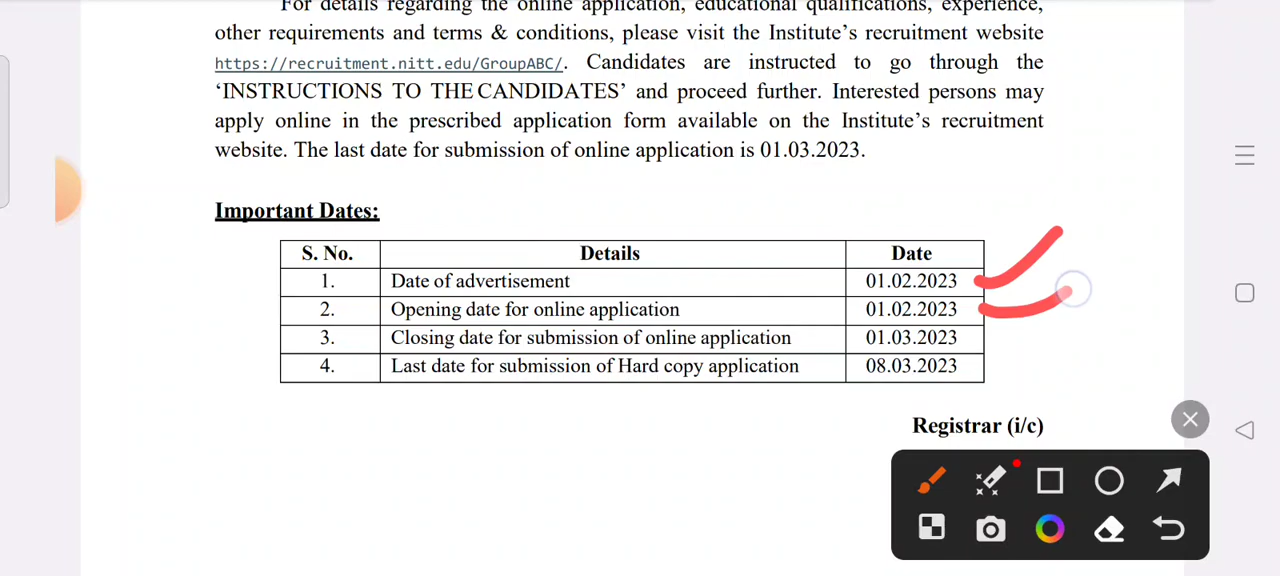 For details regarding the online application, educational qualifications, experience,
other requirements and terms & conditions, please visit the Institute’s recruitment website
https://recruitment.nitt.edu/GroupABC/. Candidates are instructed to go through the
‘INSTRUCTIONS TO THE CANDIDATES’ and proceed further. Interested persons may
apply online in the prescribed application form available on the Institute’s recruitment
website. The last date for submission of online application is 01.03.2023.
Important Dates:
S. No. Details Date
1. Date of advertisement 01.02.2023
2. Opening date for online application 01.02.2023
3. Closing date for submission of online application 01.03.2023
4. Last date for submission of Hard copy application 08.03.2023
Registrar (i/c)